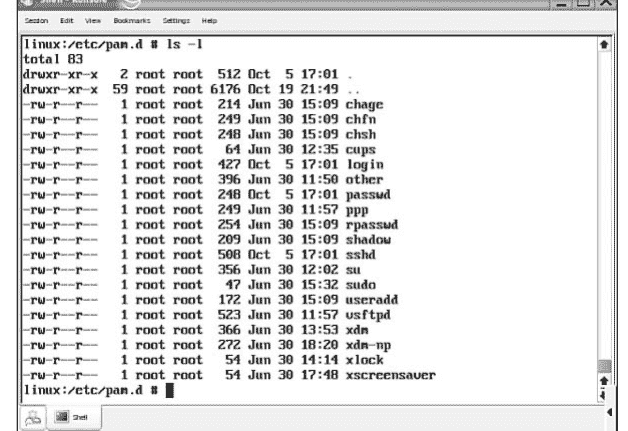 Session Edit View Bookmarks Settings Help
linux:/etc/pam.d # ls -l
total 83
drwxr-xr-x 2 root root 512 Oct 5 17:01 .
drwxr-xr-x 59 root root 6176 Oct 19 21:49 ..
-rw-r--r-- 1 root root 214 Jun 30 15:09 chage
-rw-r--r-- 1 root root 249 Jun 30 15:09 chfn
-rw-r--r-- 1 root root 248 Jun 30 15:09 chsh
-rw-r--r-- 1 root root 64 Jun 30 12:35 cups
-rw-r--r-- 1 root root 427 Oct 5 17:01 login
-rw-r--r-- 1 root root 396 Jun 30 11:50 other
-rw-r--r-- 1 root root 248 Oct 5 17:01 passwd
-rw-r--r-- 1 root root 249 Jun 30 11:57 ppp
-rw-r--r-- 1 root root 254 Jun 30 15:09 rpasswd
-rw-r--r-- 1 root root 209 Jun 30 15:09 shadow
-rw-r--r-- 1 root root 508 Oct 5 17:01 sshd
-rw-r--r-- 1 root root 356 Jun 30 12:02 su
-rw-r--r-- 1 root root 47 Jun 30 15:32 sudo
-rw-r--r-- 1 root root 172 Jun 30 15:09 useradd
-rw-r--r-- 1 root root 523 Jun 30 11:57 vsftpd
-rw-r--r-- 1 root root 366 Jun 30 13:53 xdm
-rw-r--r-- 1 root root 272 Jun 30 18:20 xdm-np
-rw-r--r-- 1 root root 54 Jun 30 14:14 xlock
-rw-r--r-- 1 root root 54 Jun 30 17:48 xscreensaver
linux:/etc/pam.d #
Shell